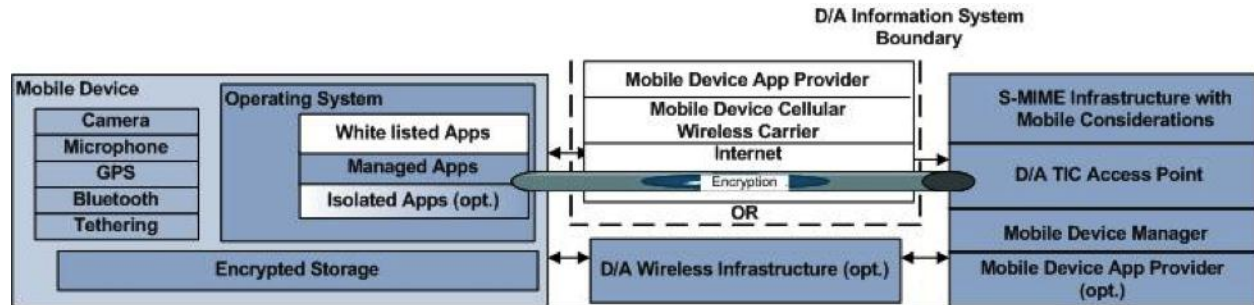 D/A Information System
Boundary
Mobile Device
Camera
Microphone
GPS
Bluetooth
Tethering
Operating System
White listed Apps
Managed Apps
Isolated Apps (opt.)
Encrypted Storage
Mobile Device App Provider
Mobile Device Cellular
Wireless Carrier
Internet
Encryption
OR
D/A Wireless Infrastructure (opt.)
S-MIME Infrastructure with
Mobile Considerations
D/A TIC Access Point
Mobile Device Manager
Mobile Device App Provider
(opt.)